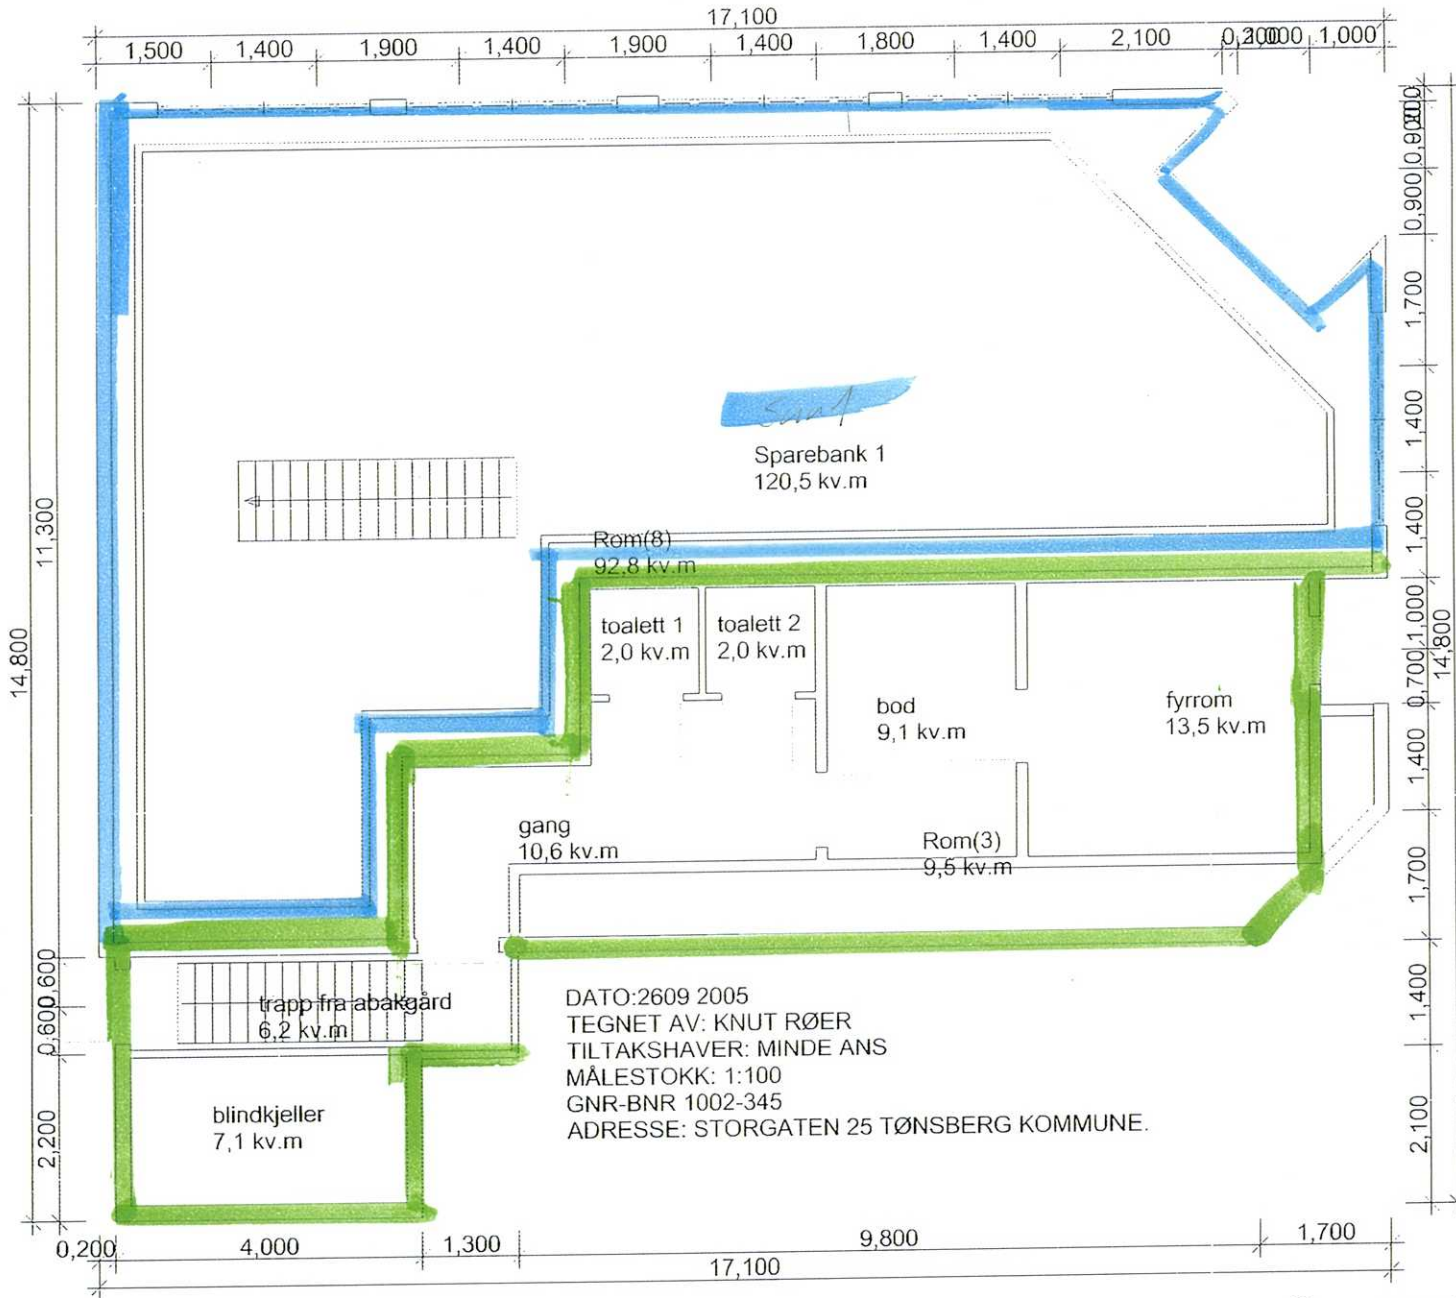 17,100
1,500 1,400 1,900 1,400 1,900 1,400 1,800 1,400 2,100 1,000
0,900
0,900
1,700
1,400
1,400
1,000
0,700
14,800
1,400
1,700
1,400
2,100
11,300
14,800
0,600
0,600
2,200
Sparebank 1
120,5 kv.m
Rom(8)
92,8 kv.m
toalett 1
2,0 kv.m
toalett 2
2,0 kv.m
bod
9,1 kv.m
fyrrom
13,5 kv.m
gang
10,6 kv.m
Rom(3)
9,5 kv.m
trapp fra abakgård
6,2 kv.m
blindkjeller
7,1 kv.m
DATO:2609 2005
TEGNET AV: KNUT RØER
TILTAKSHAVER: MINDE ANS
MÅLESTOKK: 1:100
GNR-BNR 1002-345
ADRESSE: STORGATEN 25 TØNSBERG KOMMUNE.
0,200 4,000 1,300 9,800 1,700
17,100